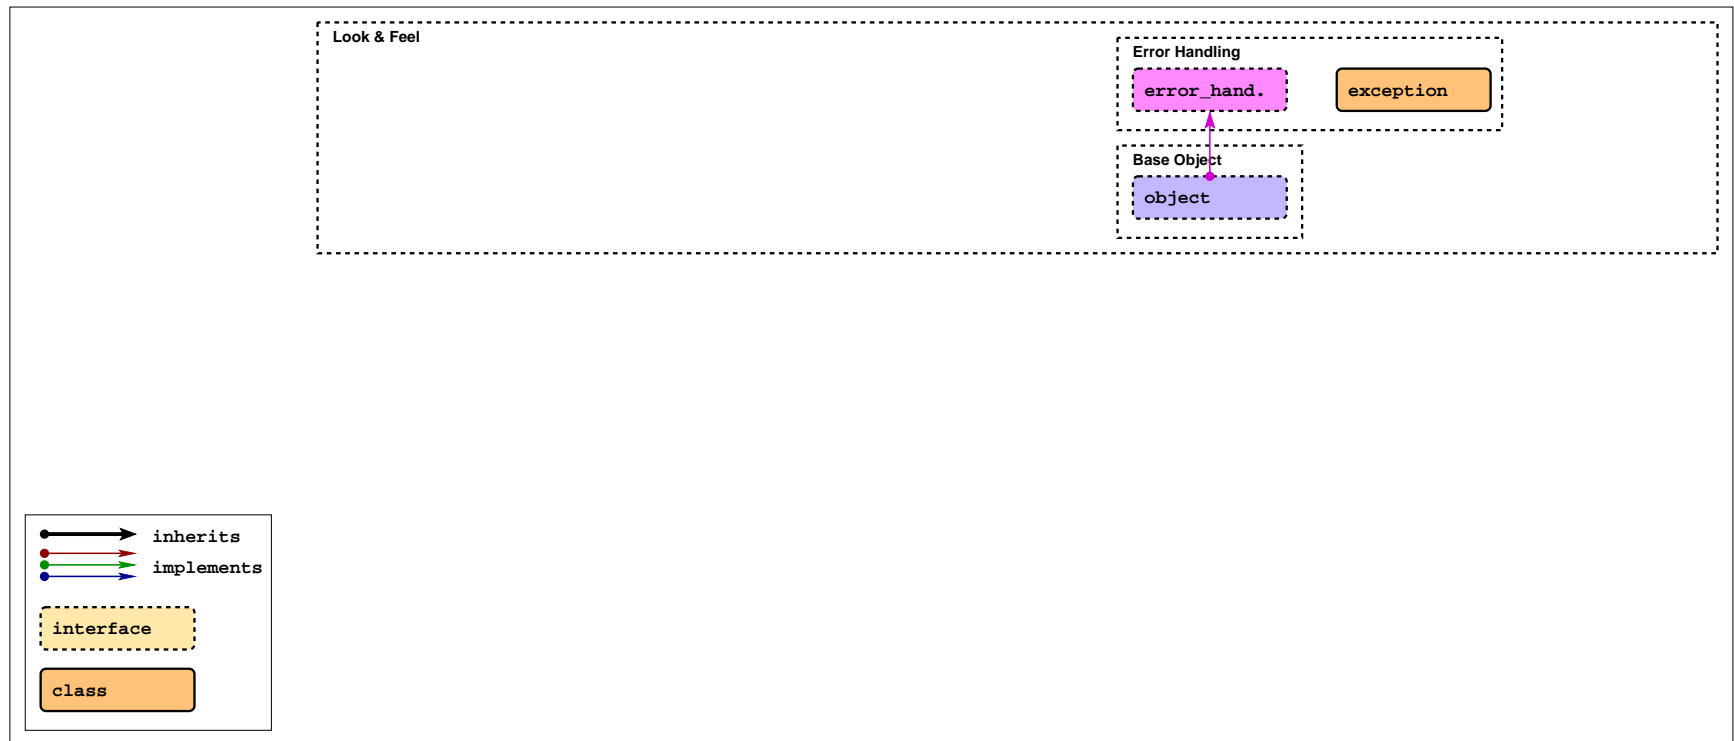 Look & Feel
Error Handling
error_hand.
exception
Base Object
object
inherits
implements
interface
class